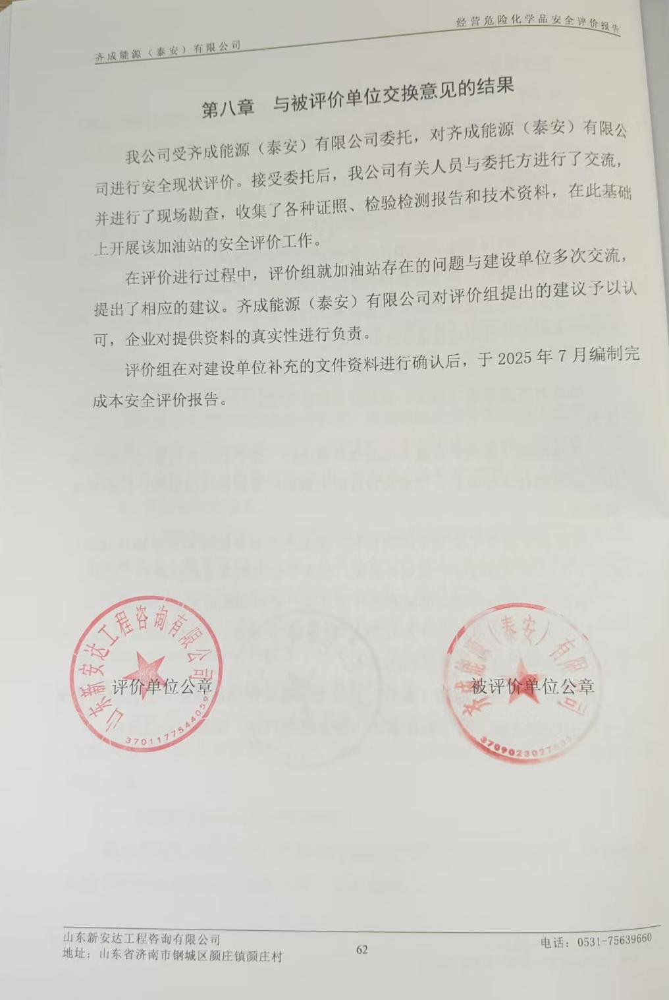 齐成能源（泰安）有限公司
经营危险化学品安全评价报告
第八章　与被评价单位交换意见的结果
我公司受齐成能源（泰安）有限公司委托，对齐成能源（泰安）有限公
司进行安全现状评价。接受委托后，我公司有关人员与委托方进行了交流，
并进行了现场勘查，收集了各种证照、检验检测报告和技术资料，在此基础
上开展该加油站的安全评价工作。
在评价进行过程中，评价组就加油站存在的问题与建设单位多次交流，
提出了相应的建议。齐成能源（泰安）有限公司对评价组提出的建议予以认
可，企业对提供资料的真实性进行负责。
评价组在对建设单位补充的文件资料进行确认后，于 2025 年 7 月编制完
成本安全评价报告。
山东新安达工程咨询有限公司
评价单位公章
3701177544059
能源（泰安）有限公司
被评价单位公章
山东新安达工程咨询有限公司
地址：山东省济南市钢城区颜庄镇颜庄村
62
电话：0531-75639660